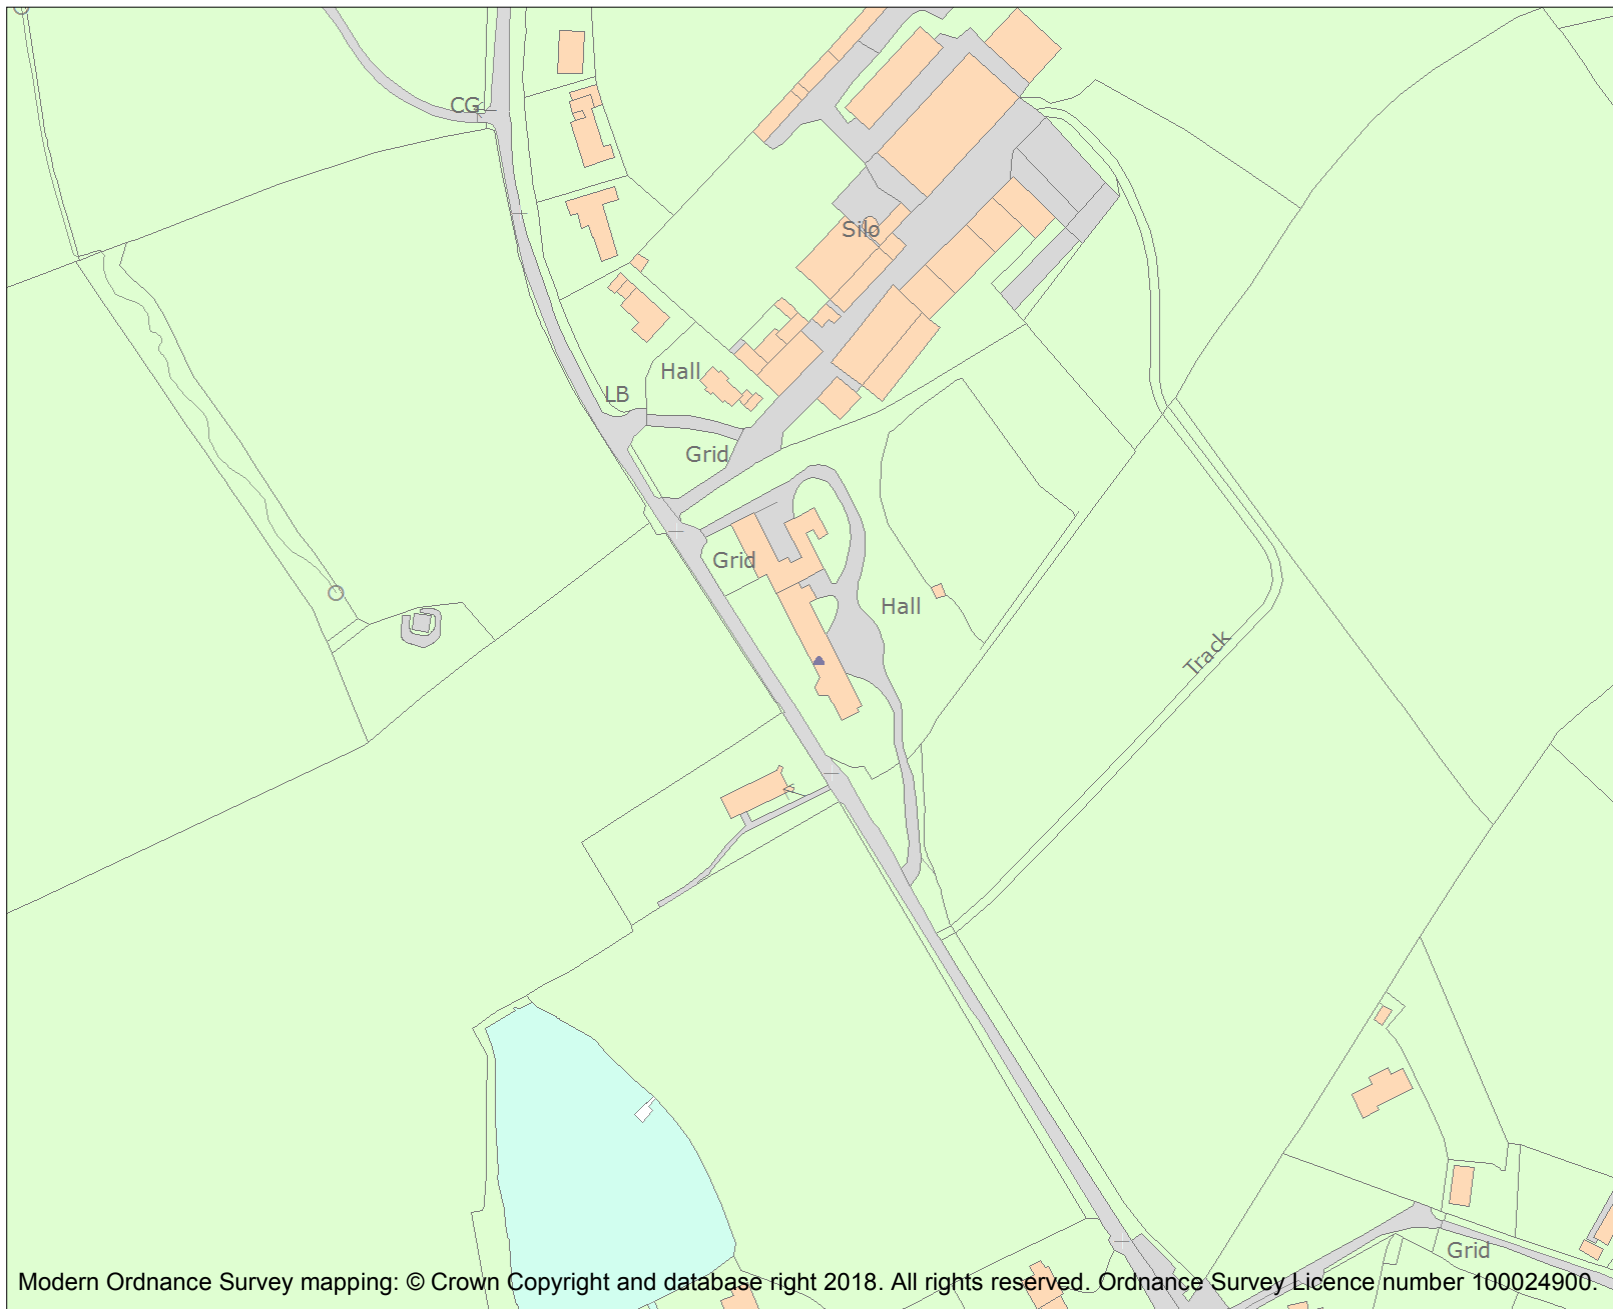 CG
Silo
Hall
LB
Grid
Grid
Hall
Track
Grid
Modern Ordnance Survey mapping: © Crown Copyright and database right 2018. All rights reserved. Ordnance Survey Licence number 100024900.